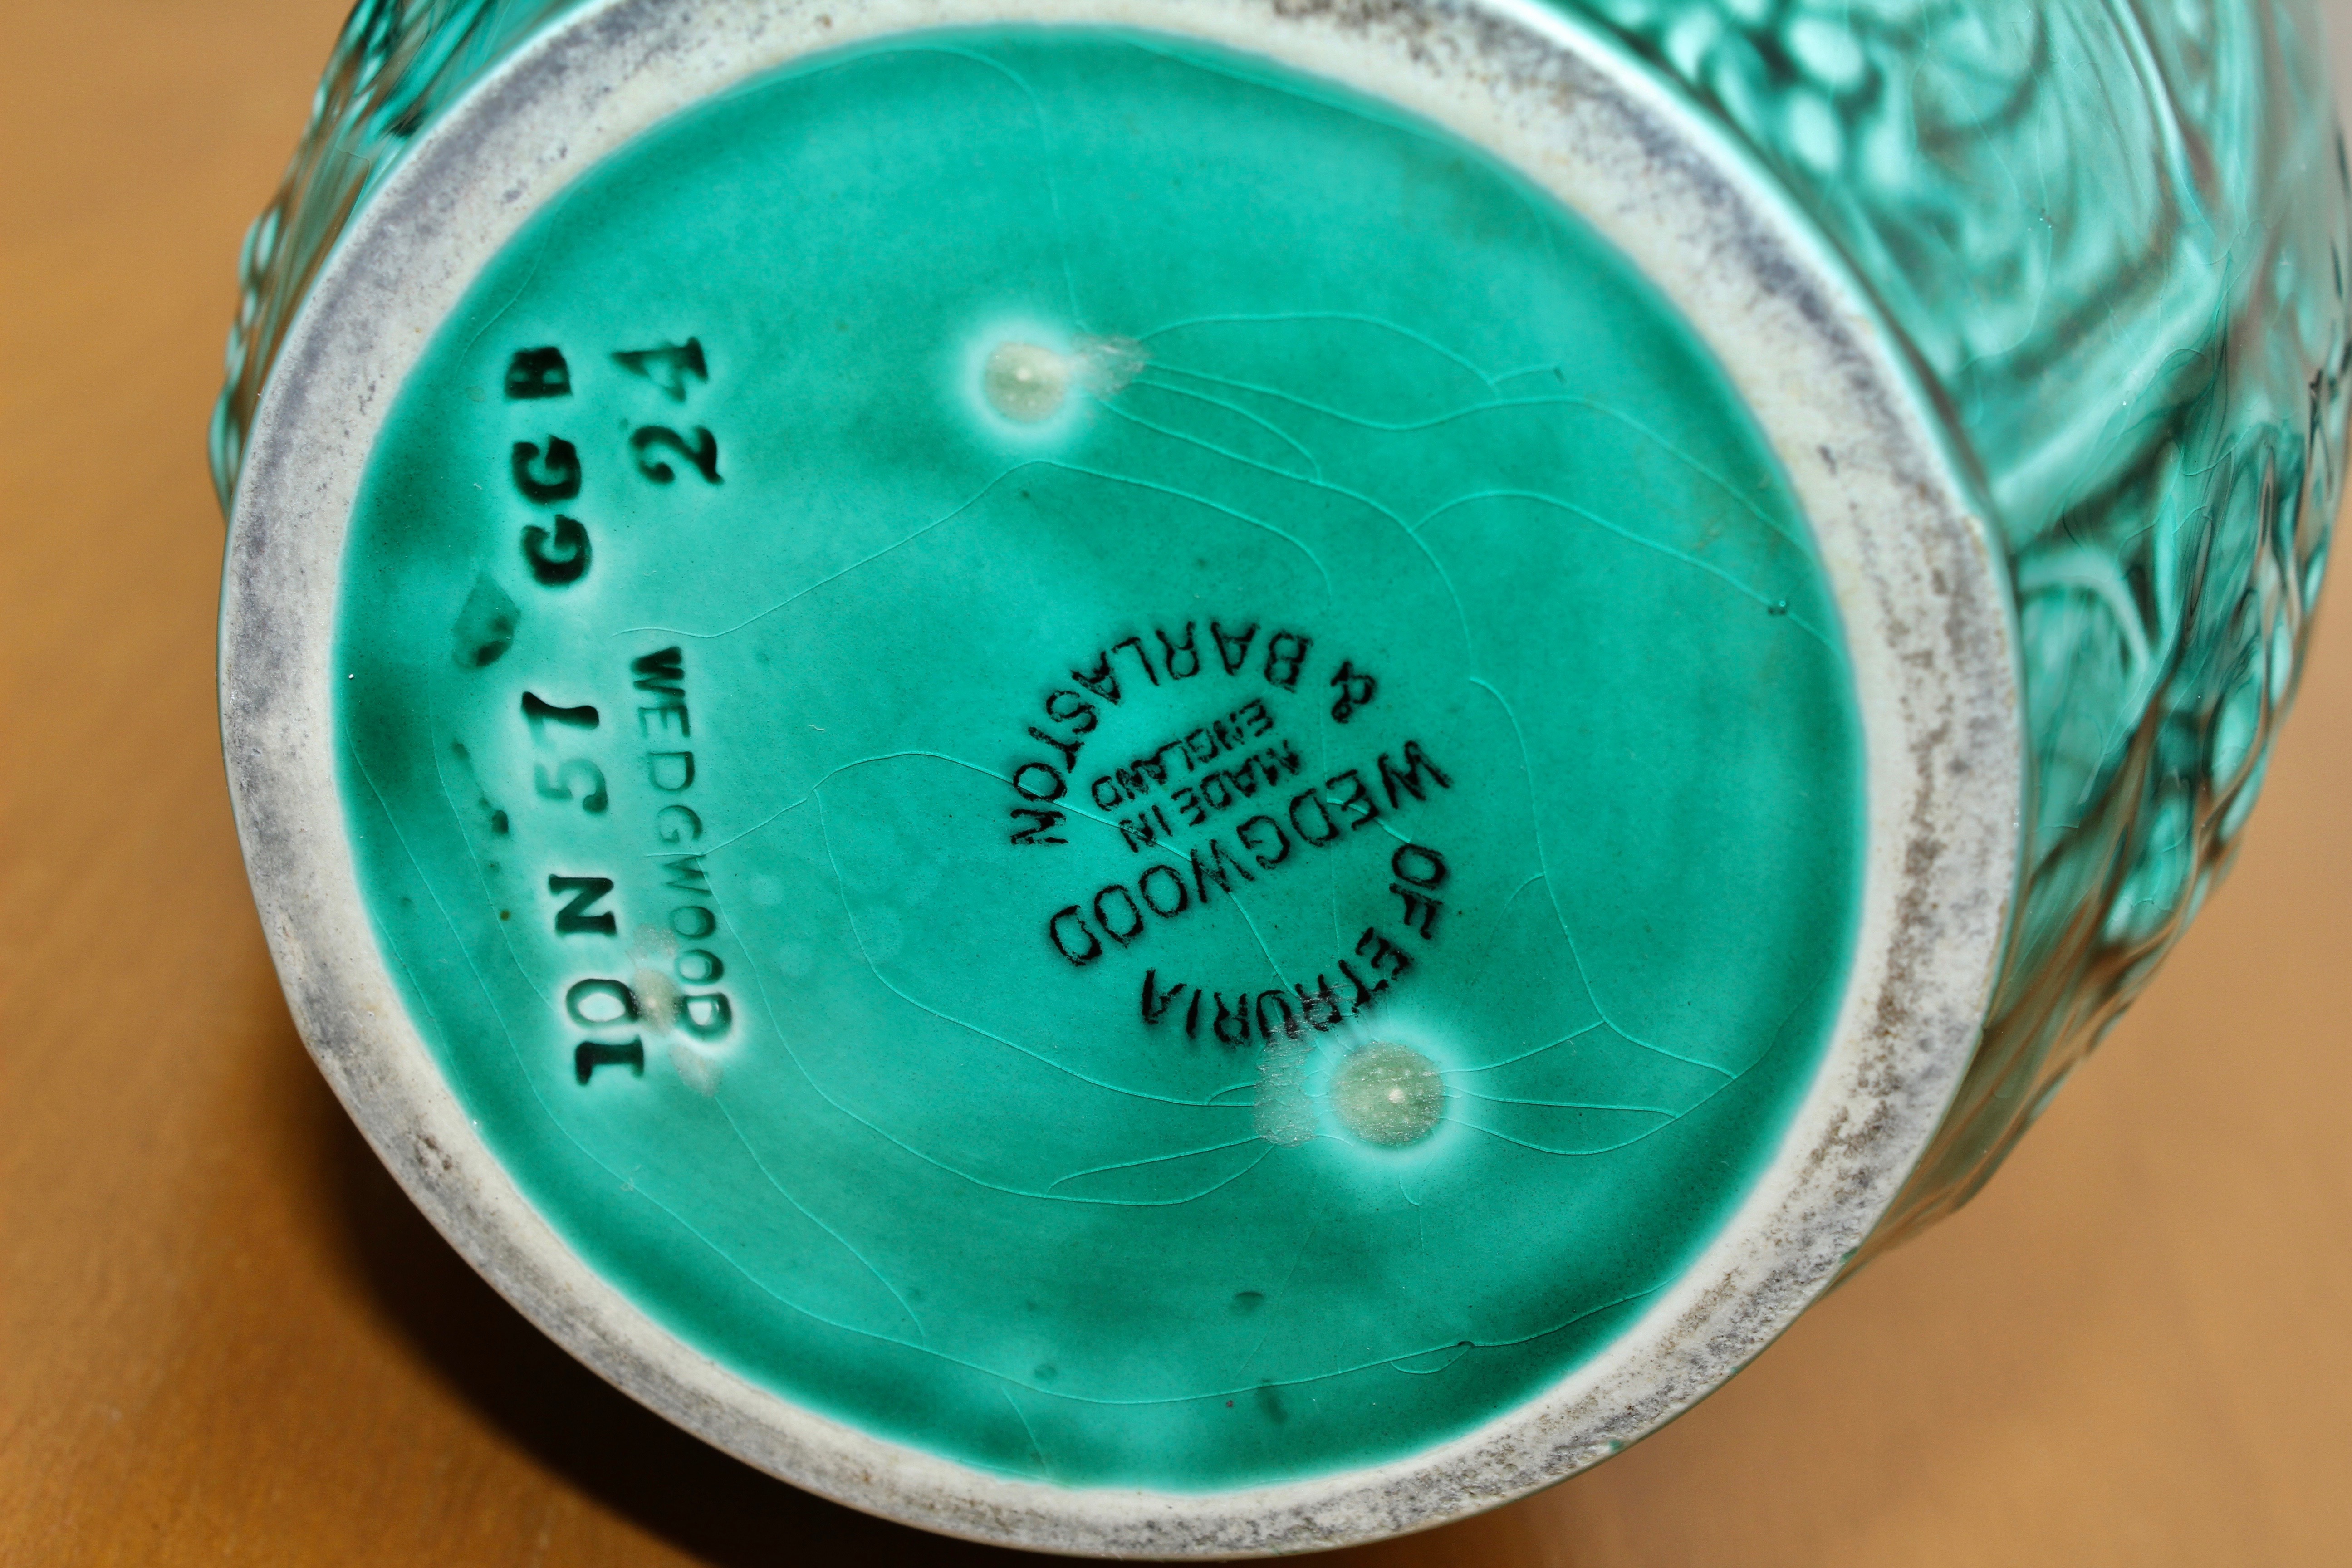 10 N 57 GG
24
WEDGWOOD
OF ETRURIA
WEDGWOOD
MADE IN
ENGLAND
& BARLASTON